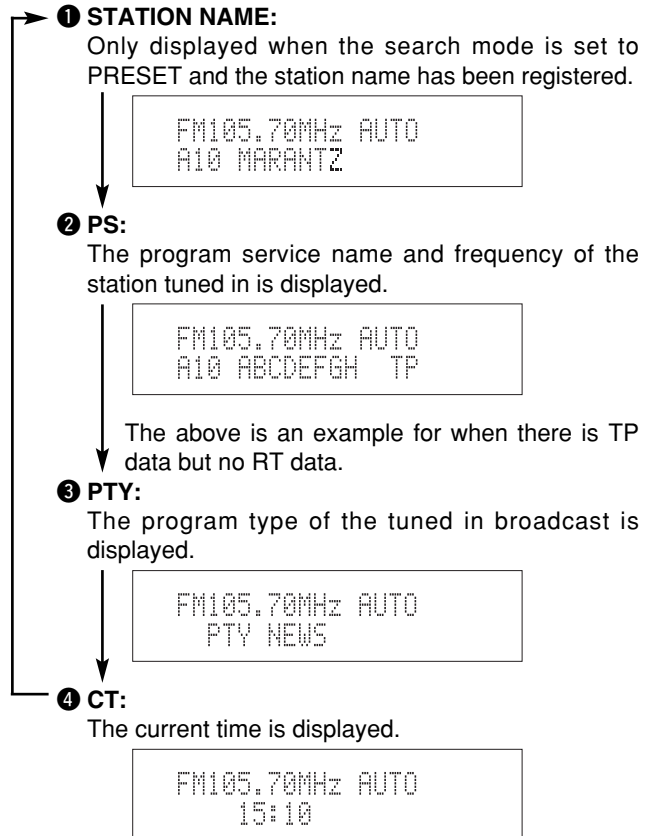 ❶ STATION NAME:
Only displayed when the search mode is set to
PRESET and the station name has been registered.
FM105.70MHz AUTO
A10 MARANTZ
❷ PS:
The program service name and frequency of the
station tuned in is displayed.
FM105.70MHz AUTO
A10 ABCDEFGH TP
The above is an example for when there is TP
data but no RT data.
❸ PTY:
The program type of the tuned in broadcast is
displayed.
FM105.70MHz AUTO
PTY NEWS
❹ CT:
The current time is displayed.
FM105.70MHz AUTO
15:10